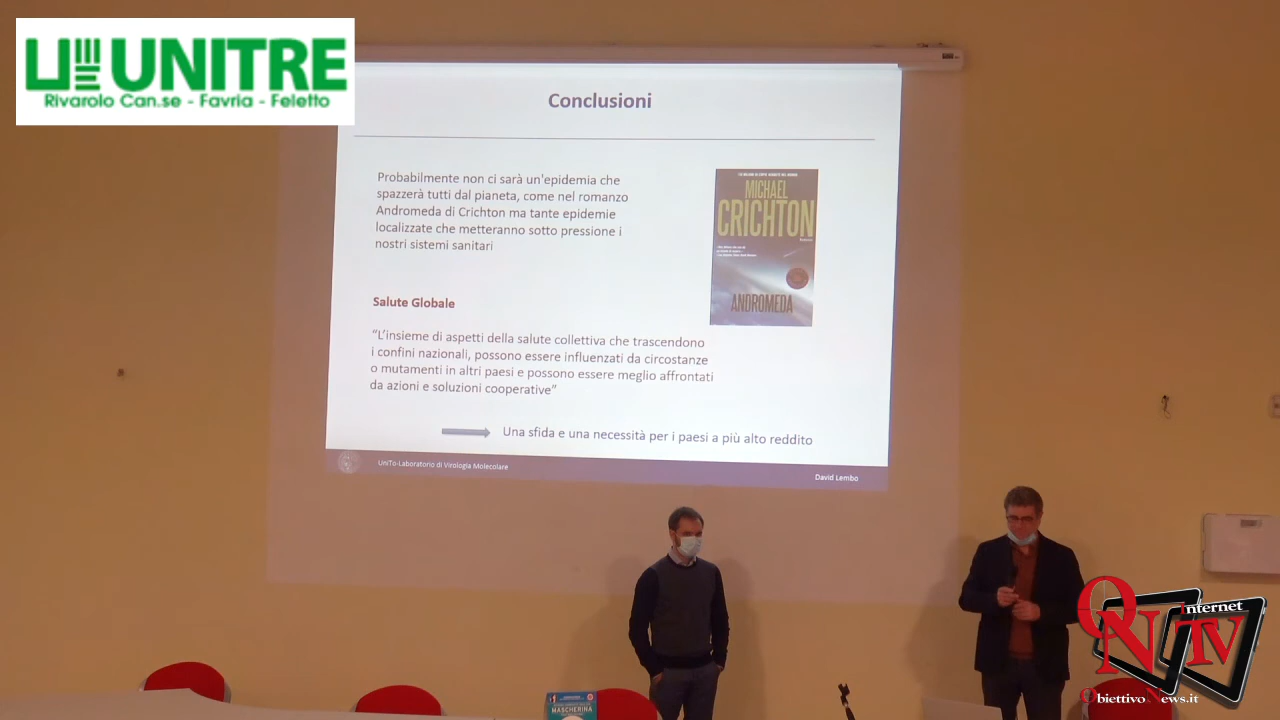 UNITRE
Rivarolo Can.se - Favria - Feletto
Conclusioni
Probabilmente non ci sarà un'epidemia che
spazzerà tutti dal pianeta, come nel romanzo
Andromeda di Crichton ma tante epidemie
localizzate che metteranno sotto pressione i
nostri sistemi sanitari
MICHAEL
CRICHTON
ANDROMEDA
Salute Globale
“L’insieme di aspetti della salute collettiva che trascendono
i confini nazionali, possono essere influenzati da circostanze
o mutamenti in altri paesi e possono essere meglio affrontati
da azioni e soluzioni cooperative”
Una sfida e una necessità per i paesi a più alto reddito
UniTo-Laboratorio di Virologia Molecolare
David Lembo
MASCHERINA
Internet
QN TV
ObiettivoNews.it